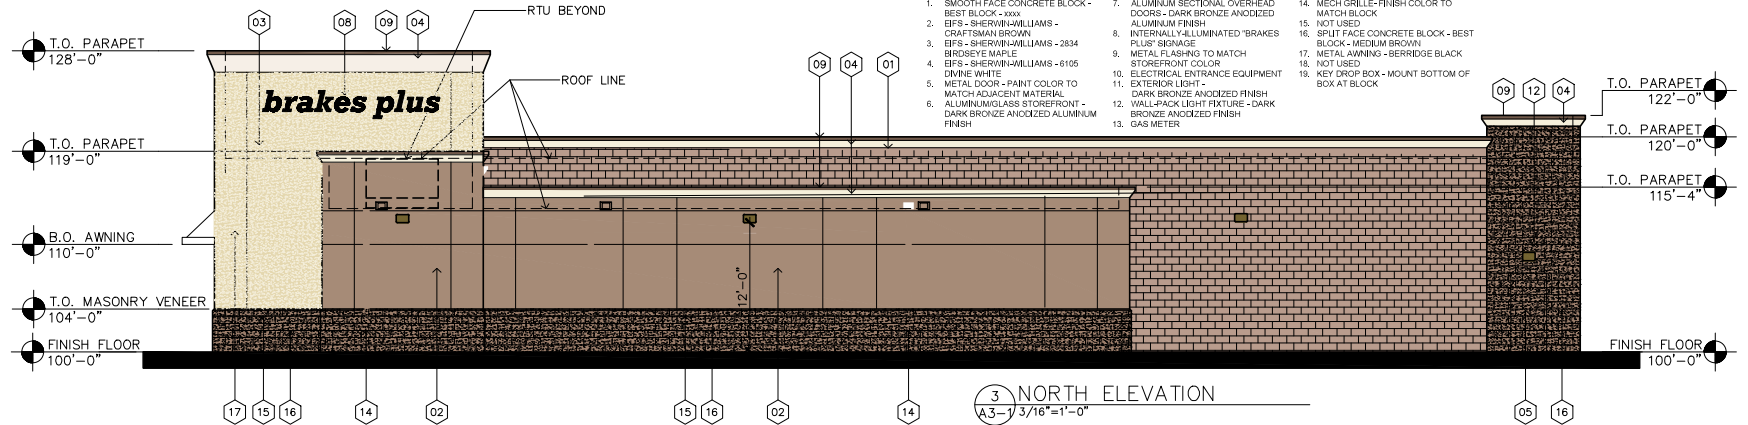 1. SMOOTH FACE CONCRETE BLOCK -
BEST BLOCK - xxxx
2. EIFS - SHERWIN-WILLIAMS -
CRAFTSMAN BROWN
3. EIFS - SHERWIN-WILLIAMS - 2834
BIRDSEYE MAPLE
4. EIFS - SHERWIN-WILLIAMS - 6105
DIVINE WHITE
5. METAL DOOR - PAINT COLOR TO
MATCH ADJACENT MATERIAL
6. ALUMINUM/GLASS STOREFRONT -
DARK BRONZE ANODIZED ALUMINUM
FINISH
7. ALUMINUM SECTIONAL OVERHEAD
DOORS - DARK BRONZE ANODIZED
ALUMINUM FINISH
8. INTERNALLY-ILLUMINATED "BRAKES
PLUS" SIGNAGE
9. METAL FLASHNG TO MATCH
STOREFRONT COLOR
10. ELECTRICAL ENTRANCE EQUIPMENT
11. EXTERIOR LIGHT -
DARK BRONZE ANODIZED FINISH
12. WALL-PACK LIGHT FIXTURE - DARK
BRONZE ANODIZED FINISH
13. GAS METER
14. MECH GRILLE- FINISH COLOR TO
MATCH BLOCK
15. NOT USED
16. SPLIT FACE CONCRETE BLOCK - BEST
BLOCK - MEDIUM BROWN
17. METAL AWNING - BERRIDGE BLACK
18. NOT USED
19. KEY DROP BOX - MOUNT BOTTOM OF
BOX AT BLOCK
RTU BEYOND
03 08 09 04
T.O. PARAPET
128'-0"
ROOF LINE
09 04 01
09 12 04
T.O. PARAPET
122'-0"
brakes plus
T.O. PARAPET
119'-0"
T.O. PARAPET
120'-0"
T.O. PARAPET
115'-4"
B.O. AWNING
110'-0"
12'-0"
T.O. MASONRY VENEER
104'-0"
FINISH FLOOR
100'-0"
FINISH FLOOR
100'-0"
17 15 16 14 02 15 16 02 14 05 16
3
A3-1
NORTH ELEVATION
3/16"=1'-0"